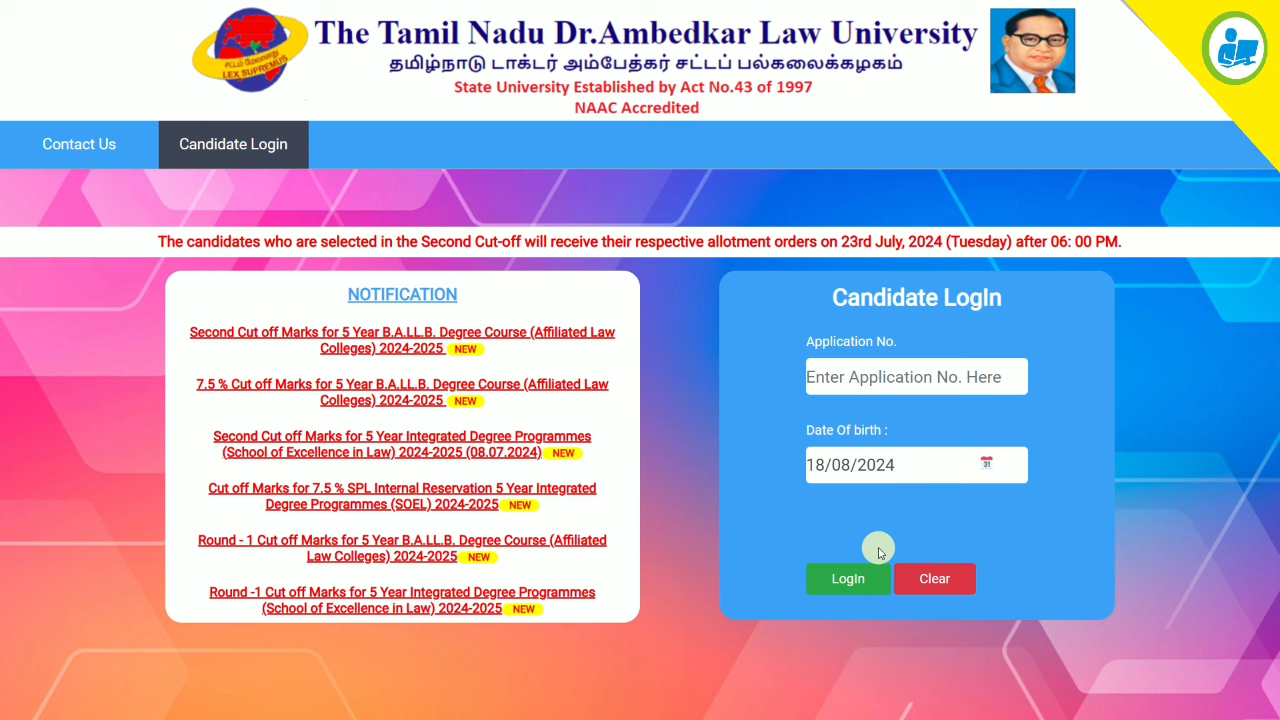 The Tamil Nadu Dr.Ambedkar Law University
தமிழ்நாடு டாக்டர் அம்பேத்கர் சட்டப் பல்கலைக்கழகம்
State University Established by Act No.43 of 1997
NAAC Accredited
LEX SUPREMUS
Contact Us
Candidate Login
The candidates who are selected in the Second Cut-off will receive their respective allotment orders on 23rd July, 2024 (Tuesday) after 06: 00 PM.
NOTIFICATION
Second Cut off Marks for 5 Year B.A.LL.B. Degree Course (Affiliated Law
Colleges) 2024-2025 NEW
7.5 % Cut off Marks for 5 Year B.A.LL.B. Degree Course (Affiliated Law
Colleges) 2024-2025 NEW
Second Cut off Marks for 5 Year Integrated Degree Programmes
(School of Excellence in Law) 2024-2025 (08.07.2024) NEW
Cut off Marks for 7.5 % SPL Internal Reservation 5 Year Integrated
Degree Programmes (SOEL) 2024-2025 NEW
Round - 1 Cut off Marks for 5 Year B.A.LL.B. Degree Course (Affiliated
Law Colleges) 2024-2025 NEW
Round -1 Cut off Marks for 5 Year Integrated Degree Programmes
(School of Excellence in Law) 2024-2025 NEW
Candidate LogIn
Application No.
Enter Application No. Here
Date Of birth :
18/08/2024
31
LogIn Clear